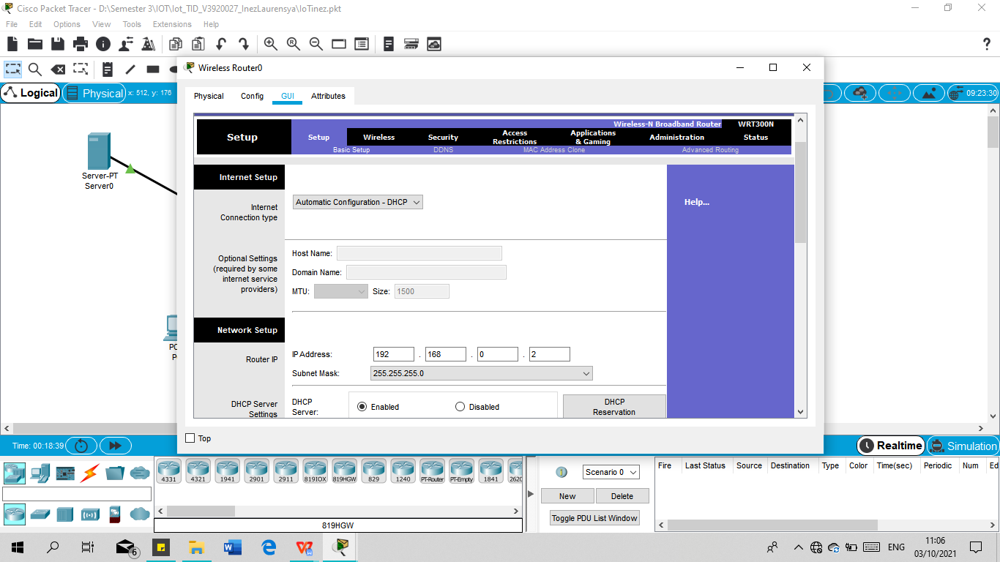 Cisco Packet Tracer - D:\Semester 3\IOT\Iot_TID_V3920027_InezLaurensya\IoTinez.pkt
File Edit Options View Tools Extensions Help
Wireless Router0
Logical Physical x: 512, y: 176 09:23:30
Physical Config GUI Attributes
Wireless-N Broadband Router WRT300N
Setup Setup Wireless Security Access Restrictions Applications & Gaming Administration Status
Basic Setup DDNS MAC Address Clone Advanced Routing
Server-PT
Server0
Internet Setup
Internet Connection type Automatic Configuration - DHCP
Help...
Optional Settings (required by some internet service providers)
Host Name:
Domain Name:
MTU: Size: 1500
Network Setup
Router IP
IP Address: 192 . 168 . 0 . 2
Subnet Mask: 255.255.255.0
DHCP Server Settings
DHCP Server: Enabled Disabled DHCP Reservation
Top
Time: 00:18:39 Realtime Simulation
4331 4321 1941 2901 2911 819IOX 819HGW 829 1240 PT-Router PT-Empty 1841 2620
819HGW
Scenario 0
New Delete
Toggle PDU List Window
Fire Last Status Source Destination Type Color Time(sec) Periodic Num Ed
6
ENG 11:06
03/10/2021